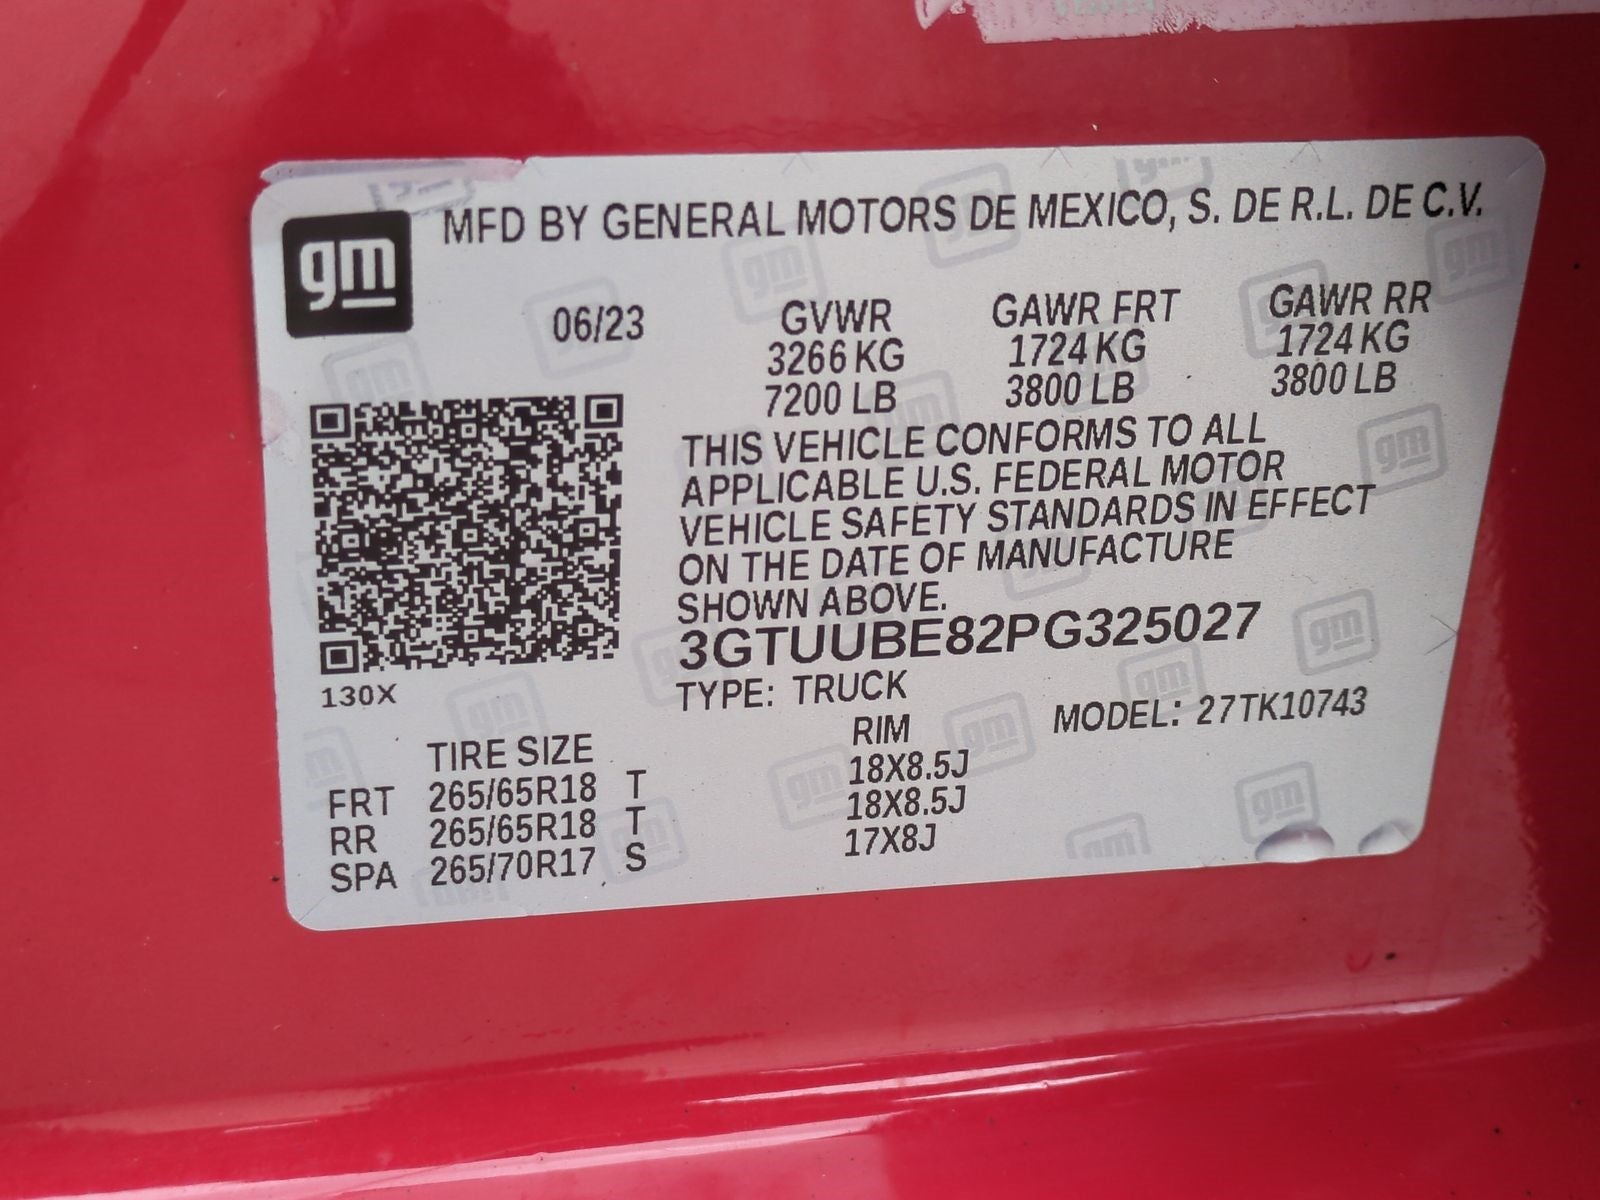 gm
MFD BY GENERAL MOTORS DE MEXICO, S. DE R.L. DE C.V.
06/23 GVWR GAWR FRT GAWR RR
3266 KG 1724 KG 1724 KG
7200 LB 3800 LB 3800 LB
THIS VEHICLE CONFORMS TO ALL
APPLICABLE U.S. FEDERAL MOTOR
VEHICLE SAFETY STANDARDS IN EFFECT
ON THE DATE OF MANUFACTURE
SHOWN ABOVE.
3GTUUBE82PG325027
130X
TYPE: TRUCK MODEL: 27TK10743
TIRE SIZE RIM
FRT 265/65R18 T 18X8.5J
RR 265/65R18 T 18X8.5J
SPA 265/70R17 S 17X8J